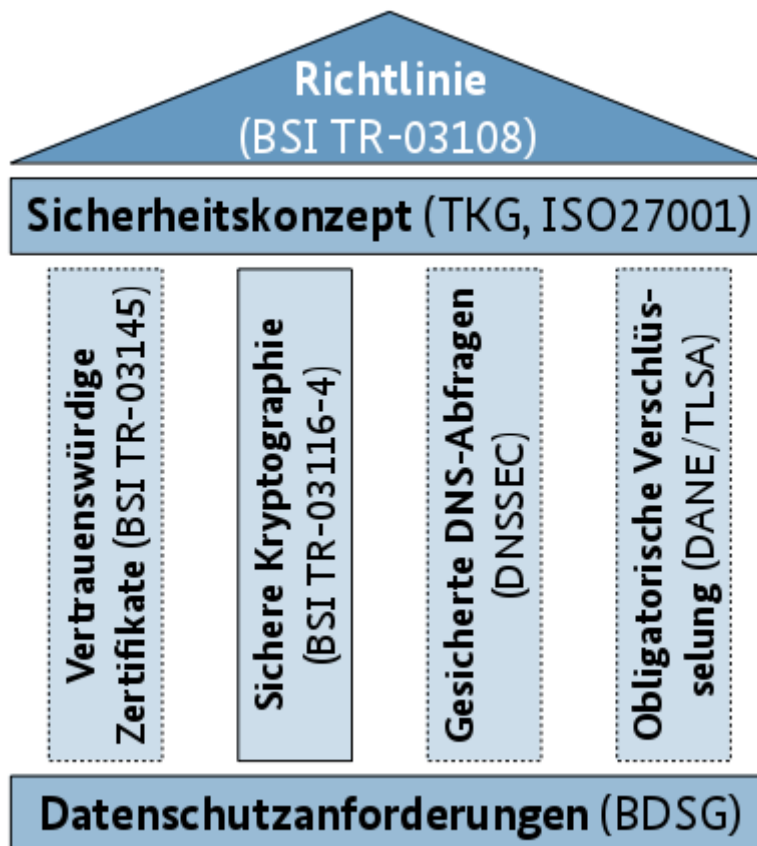 Richtlinie
(BSI TR-03108)
Sicherheitskonzept (TKG, ISO27001)
Vertrauenswürdige
Zertifikate (BSI TR-03145)
Sichere Kryptographie
(BSI TR-03116-4)
Gesicherte DNS-Abfragen
(DNSSEC)
Obligatorische Verschlüs-
selung (DANE/TLSA)
Datenschutzanforderungen (BDSG)